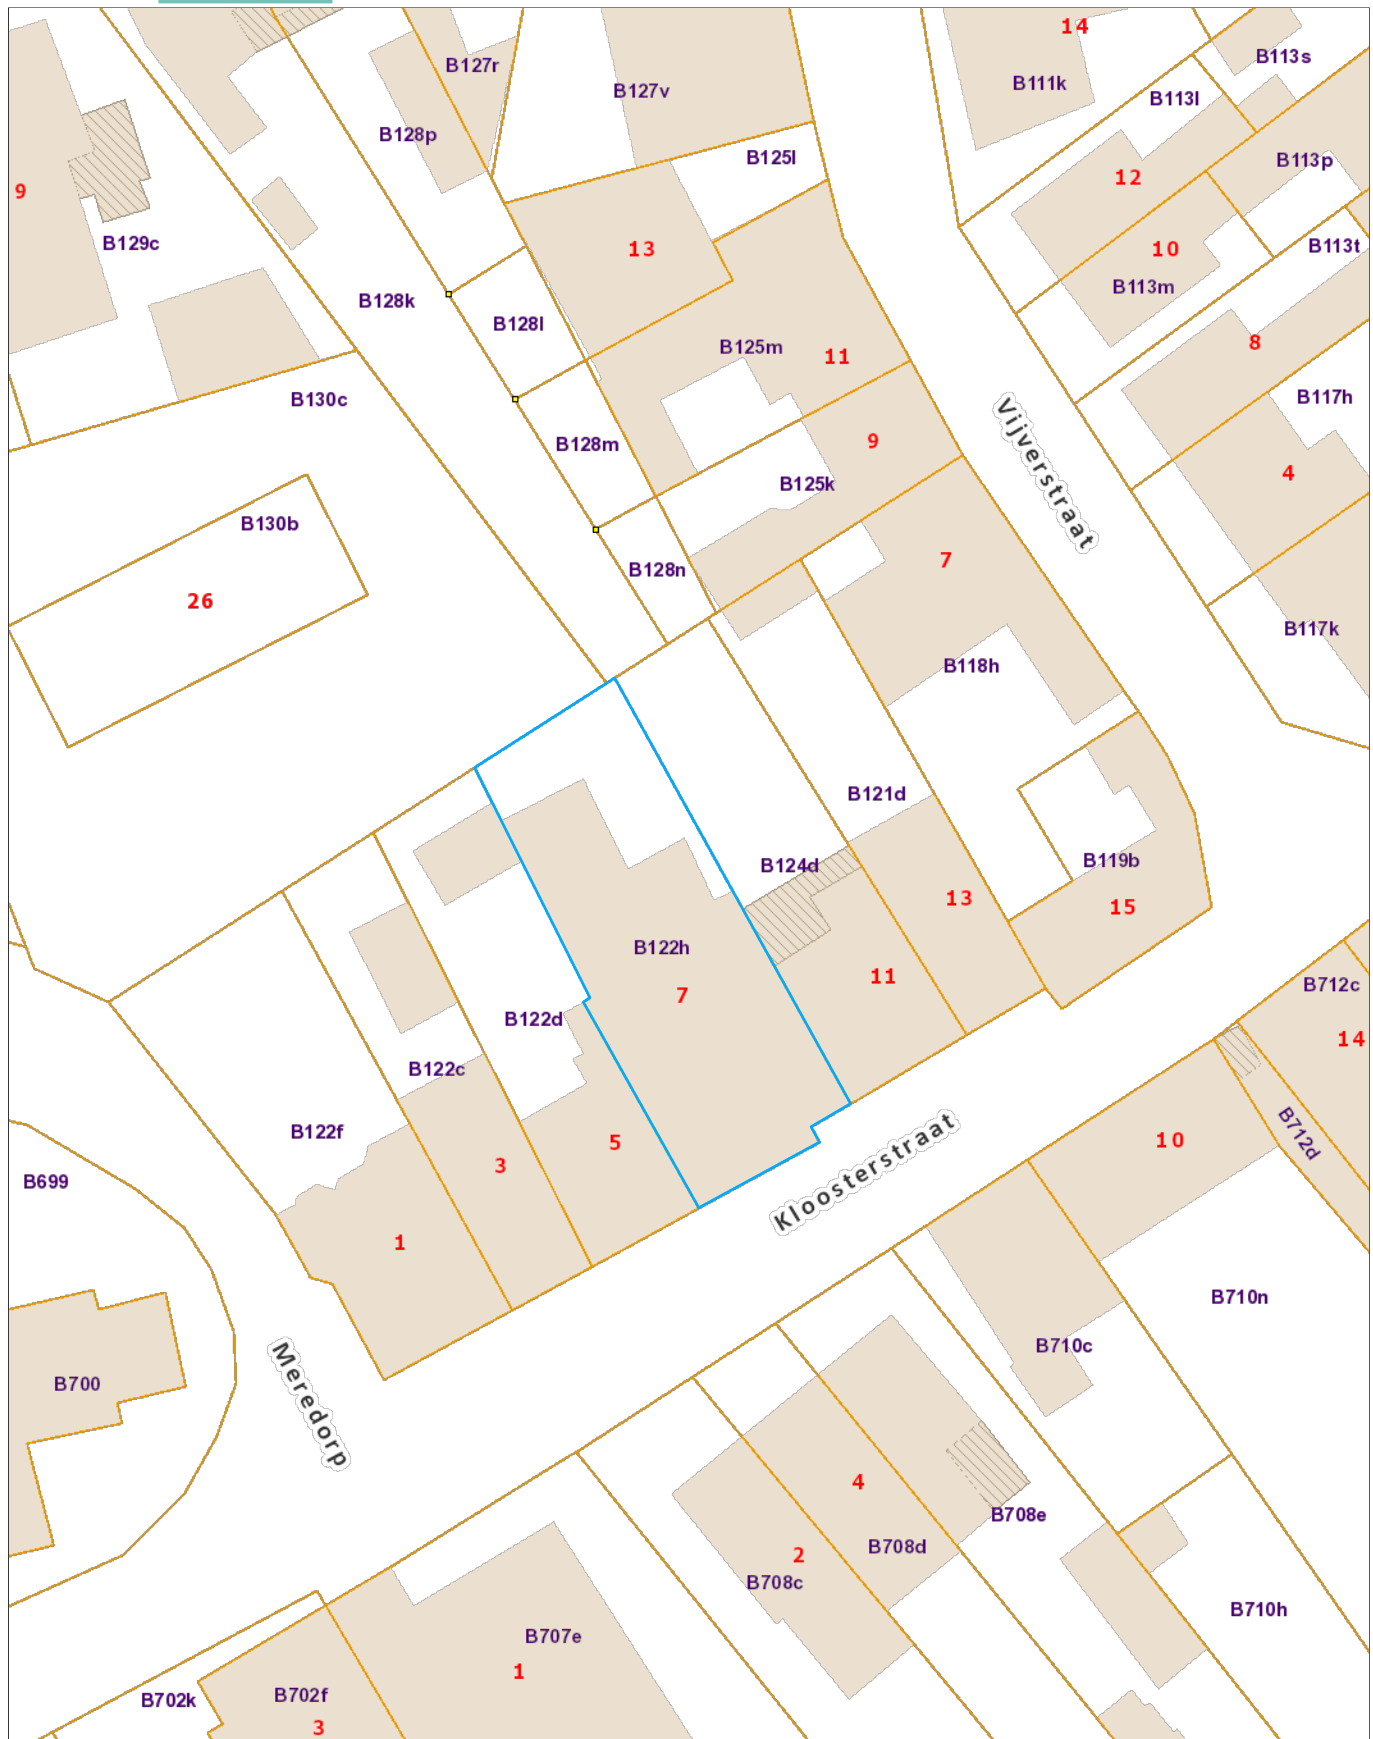 14
B127r
B113s
B111k
B127v
B113l
B128p
B125l
B113p
12
9
B129c
13
10
B113t
B113m
B128k
B128l
8
B125m
11
B117h
B130c
Vijverstraat
9
B128m
4
B125k
B130b
7
B128n
26
B117k
B118h
B121d
B119b
B124d
13
15
B122h
11
B712c
7
B122d
14
B122c
B122f
10
B712d
5
Kloosterstraat
3
B699
1
B710n
B710c
Meredorp
B700
4
B708e
B708d
2
B708c
B710h
B707e
1
B702f
B702k
3